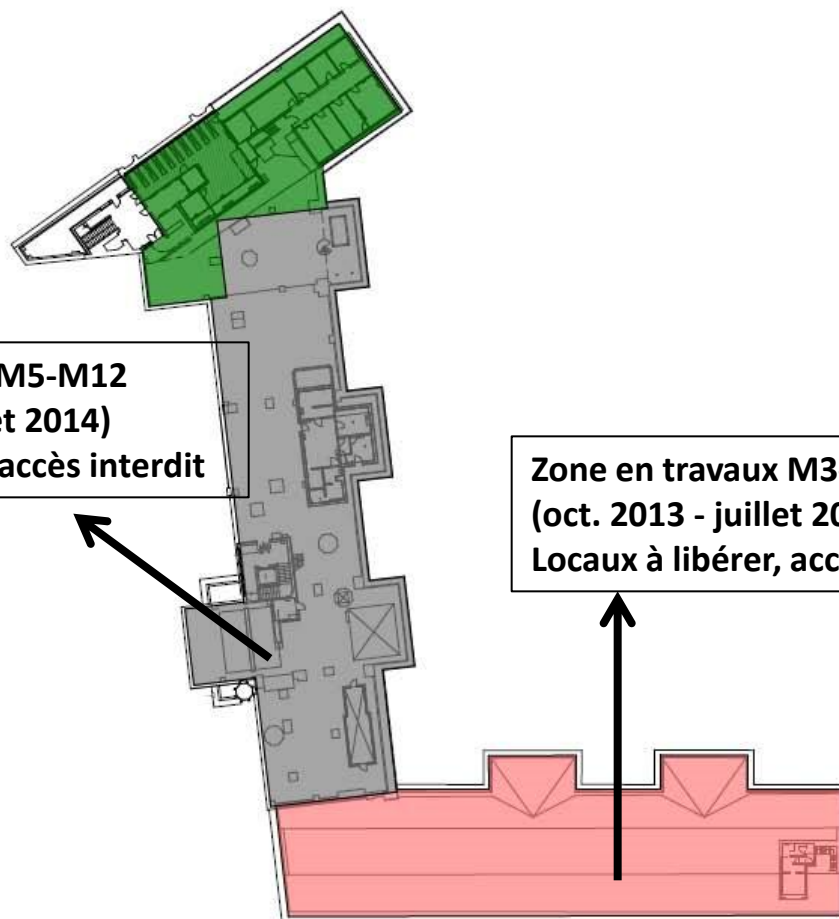 M5-M12
et 2014)
accès interdit
Zone en travaux M3
(oct. 2013 - juillet 20
Locaux à libérer, acc